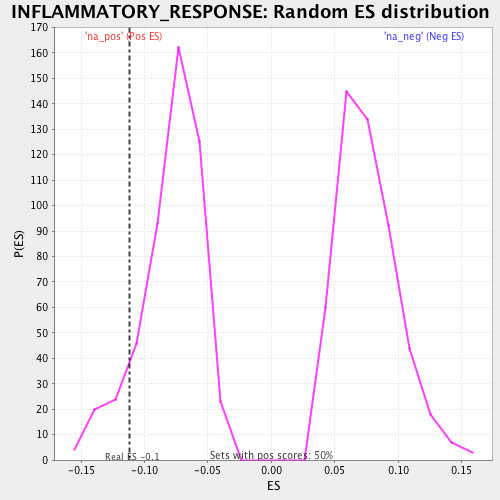 INFLAMMATORY_RESPONSE: Random ES distribution
'na_pos' (Pos ES)
'na_neg' (Neg ES)
170
160
150
140
130
120
110
100
90
80
70
60
50
40
30
20
10
0
P(ES)
Real ES -0.1
Sets with pos scores: 50%
-0.15 -0.10 -0.05 0.00 0.05 0.10 0.15
ES